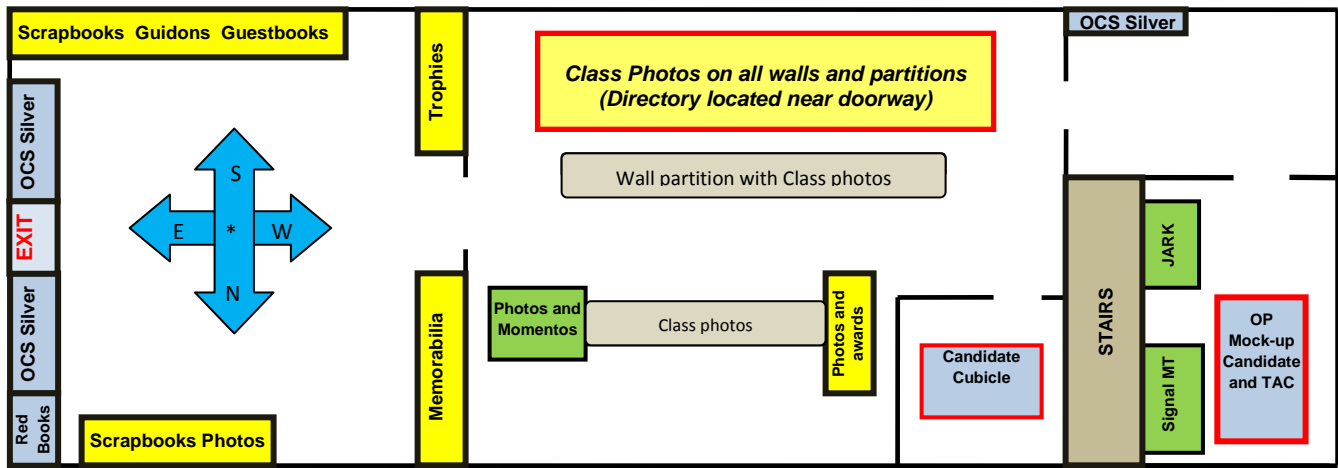 Scrapbooks Guidons Guestbooks
OCS Silver
EXIT
OCS Silver
Red
Books
Scrapbooks Photos
S
E * W
N
Trophies
Memorabilia
Class Photos on all walls and partitions
(Directory located near doorway)
Wall partition with Class photos
Photos and
Momentos
Class photos
Photos and
awards
Candidate
Cubicle
OCS Silver
STAIRS
JARK
Signal MT
OP
Mock-up
Candidate
and TAC